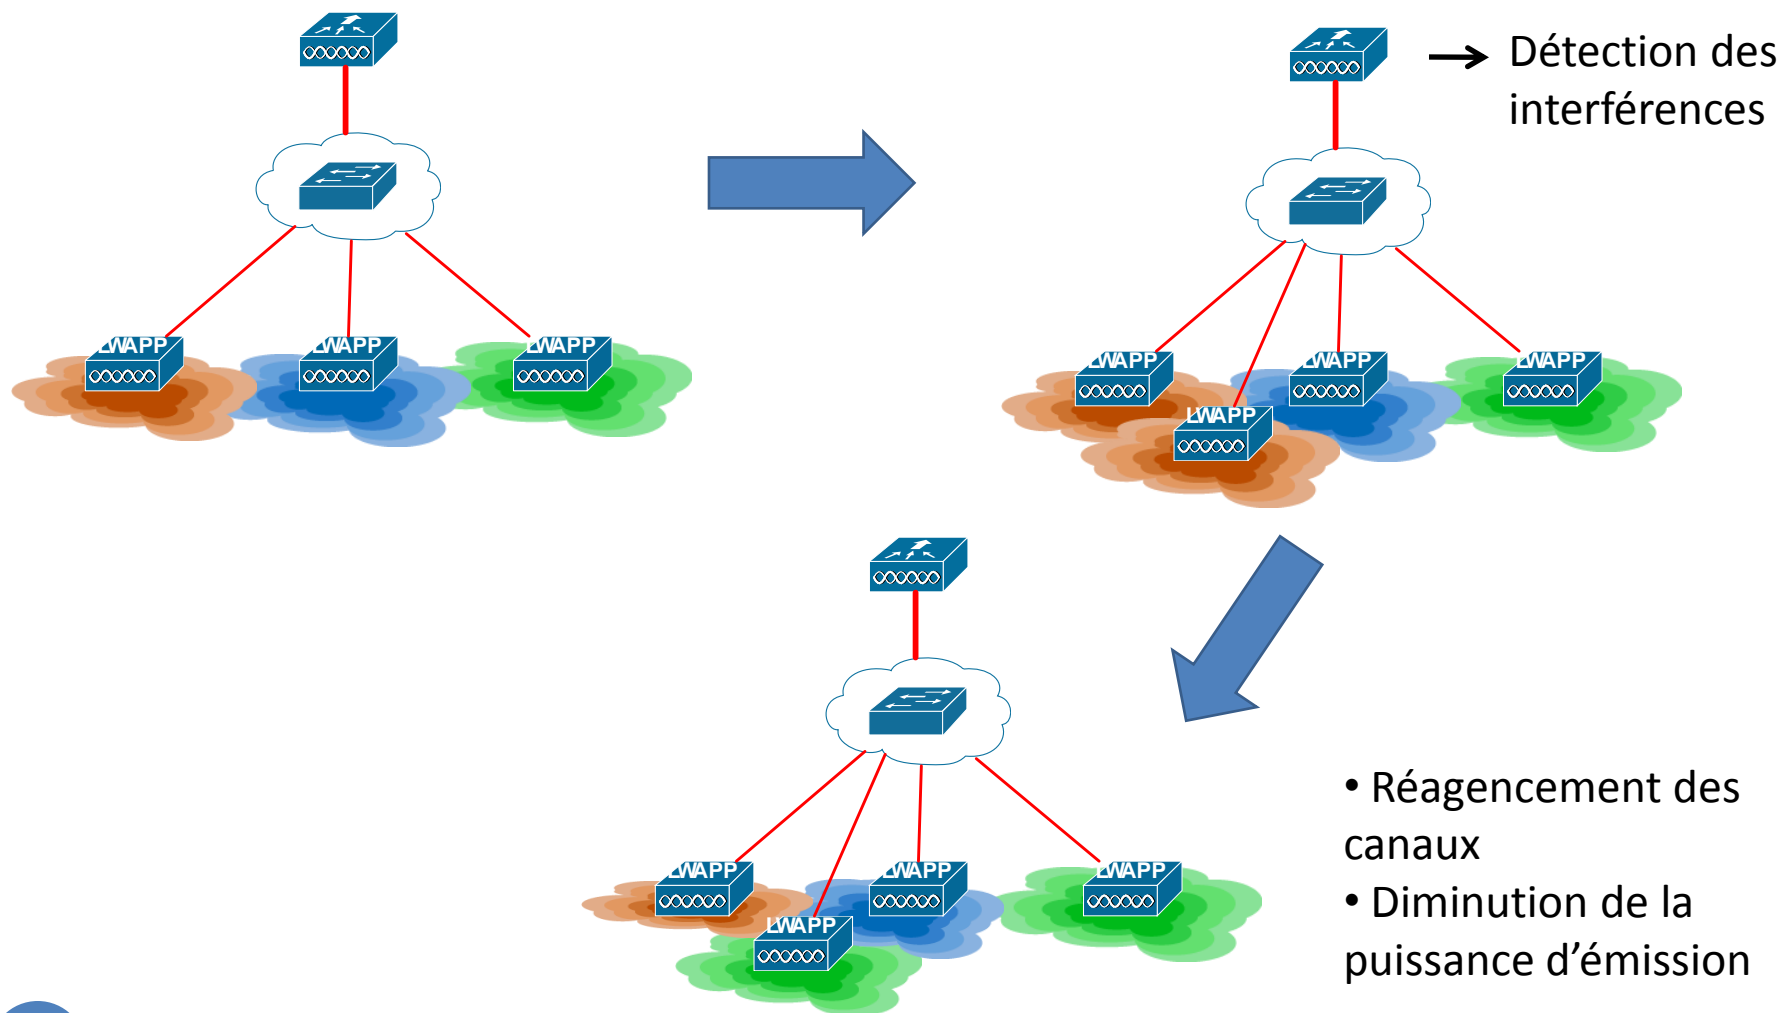 LWAPP
LWAPP
LWAPP
Détection des
interférences
LWAPP
LWAPP
LWAPP
LWAPP
LWAPP
LWAPP
LWAPP
LWAPP
• Réagencement des
canaux
• Diminution de la
puissance d’émission